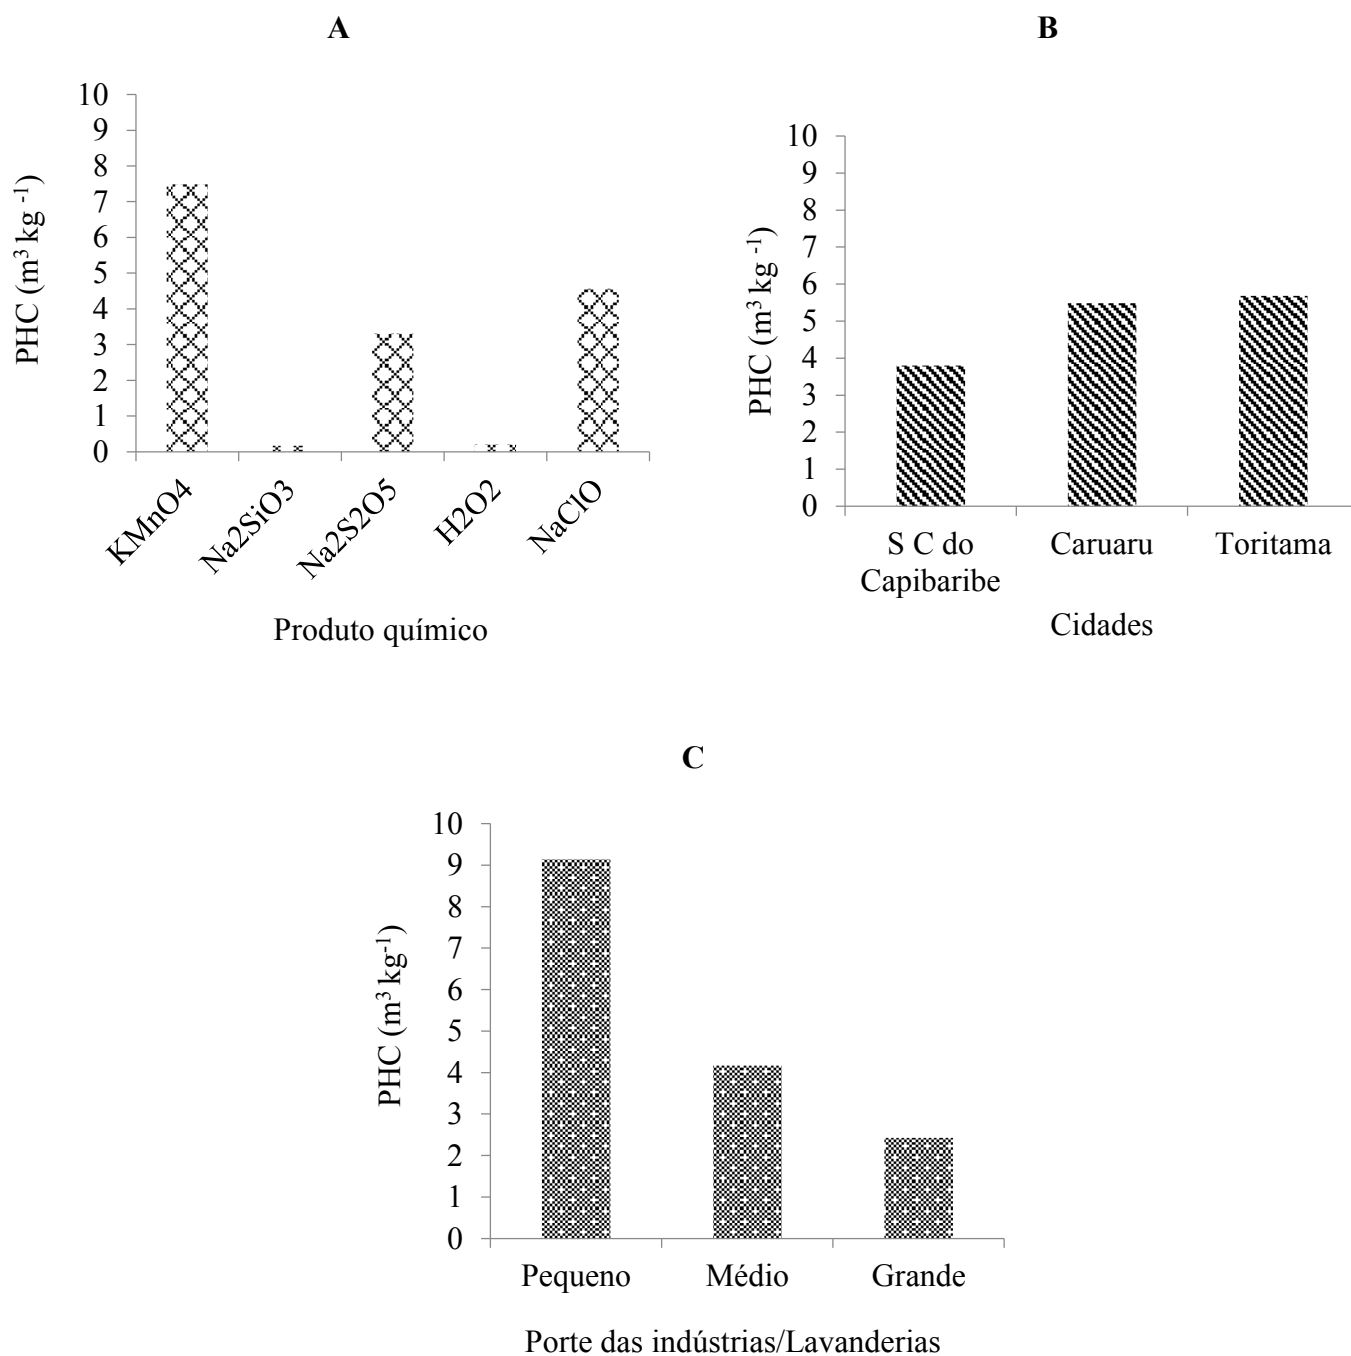 A
PHC (m³ kg ⁻¹)
10
9
8
7
6
5
4
3
2
1
0
KMnO4
Na2SiO3
Na2S2O5
H2O2
NaClO
Produto químico
B
PHC (m³ kg ⁻¹)
10
9
8
7
6
5
4
3
2
1
0
S C do
Capibaribe
Caruaru
Toritama
Cidades
C
PHC (m³ kg⁻¹)
10
9
8
7
6
5
4
3
2
1
0
Pequeno
Médio
Grande
Porte das indústrias/Lavanderias